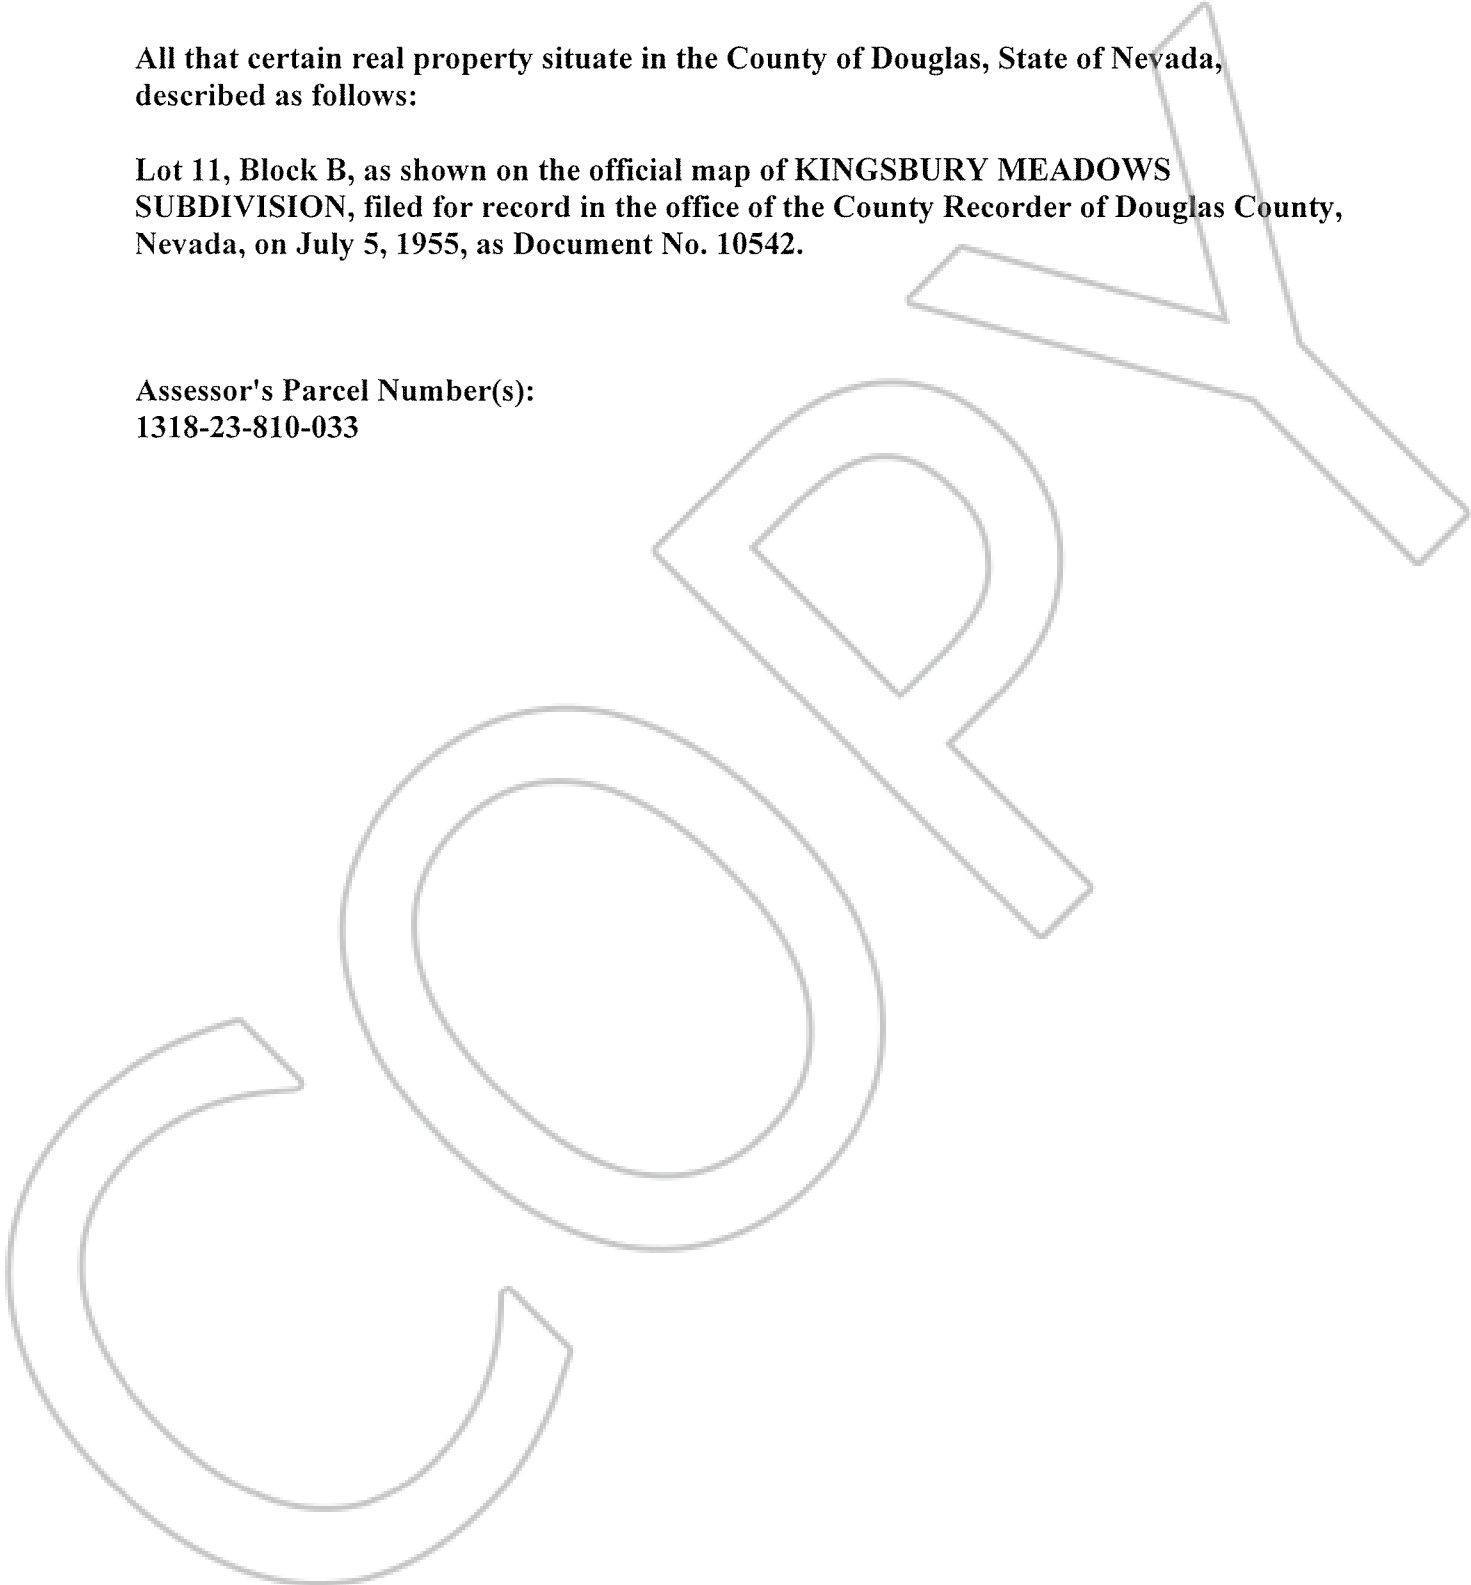 All that certain real property situate in the County of Douglas, State of Nevada,
described as follows:
Lot 11, Block B, as shown on the official map of KINGSBURY MEADOWS
SUBDIVISION, filed for record in the office of the County Recorder of Douglas County,
Nevada, on July 5, 1955, as Document No. 10542.
Assessor's Parcel Number(s):
1318-23-810-033
COPY